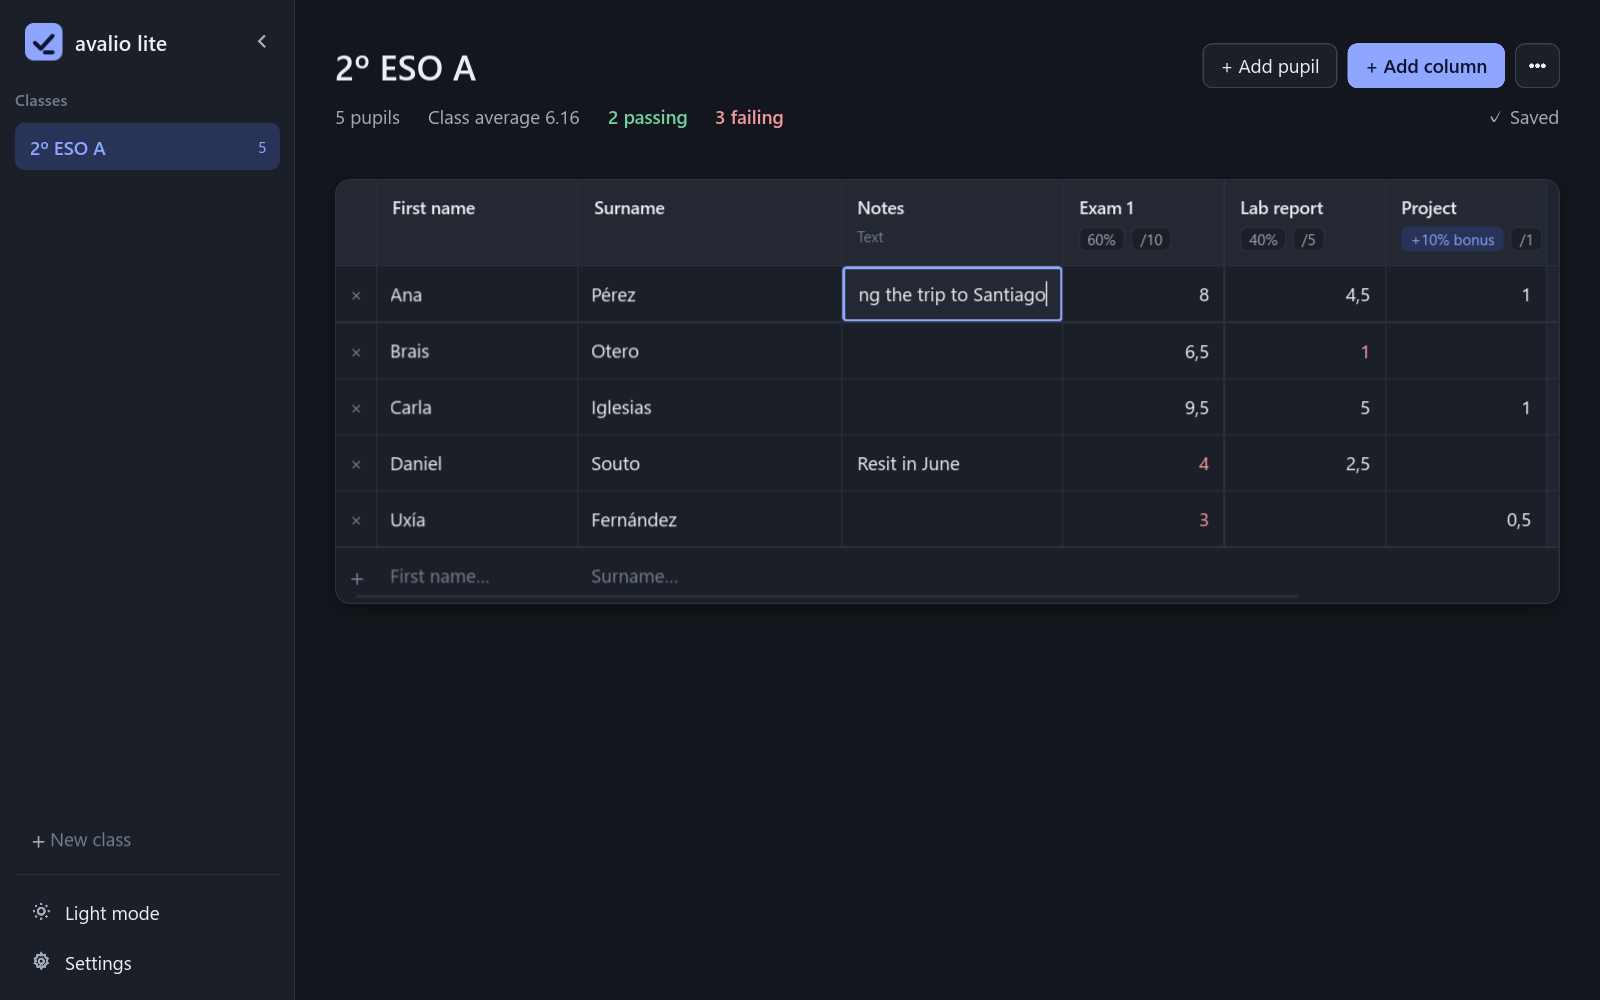 avalio lite
Classes
2º ESO A 5
+ New class
Light mode
Settings
2º ESO A
+ Add pupil + Add column •••
5 pupils Class average 6.16 2 passing 3 failing ✓ Saved
First name Surname Notes Exam 1 Lab report Project
Text 60% /10 40% /5 +10% bonus /1
× Ana Pérez ng the trip to Santiago 8 4,5 1
× Brais Otero 6,5 1
× Carla Iglesias 9,5 5 1
× Daniel Souto Resit in June 4 2,5
× Uxía Fernández 3 0,5
+ First name... Surname...